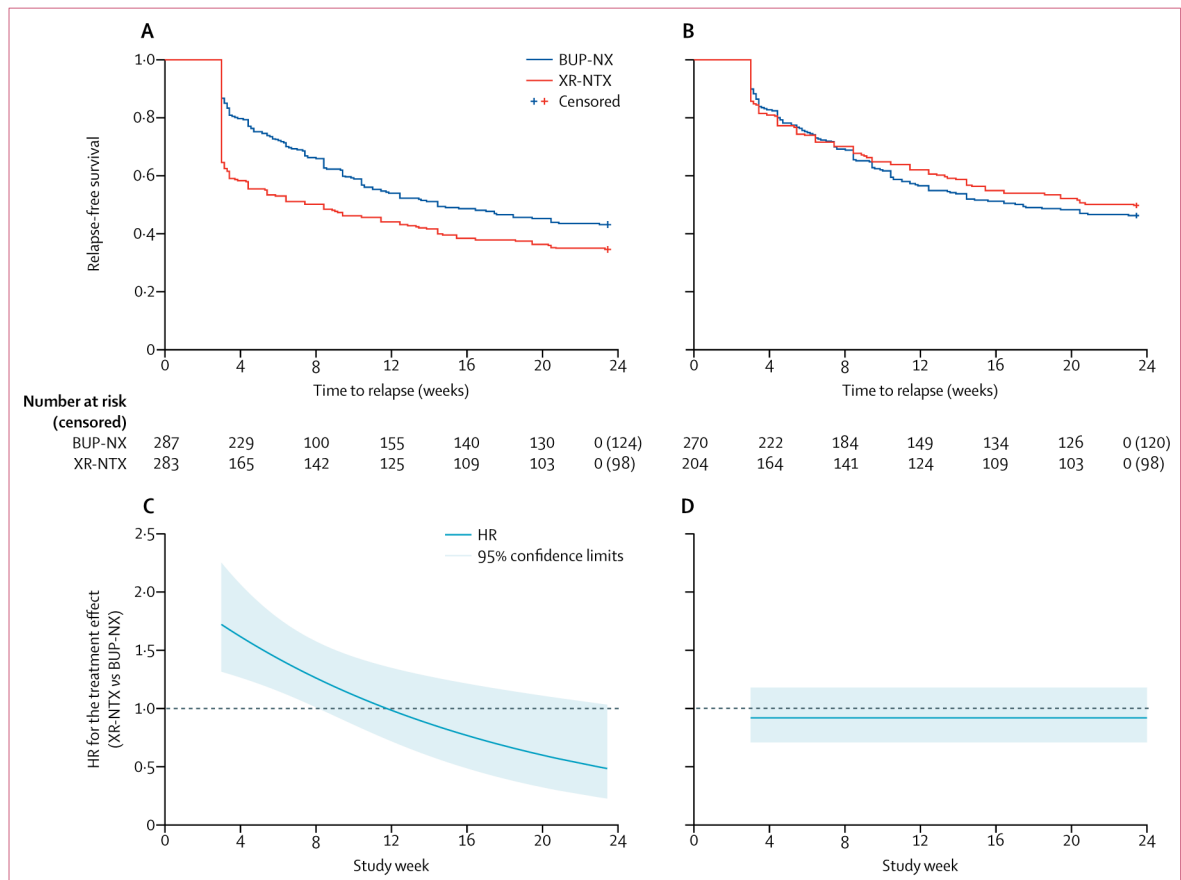 A
B
BUP-NX
XR-NTX
Censored
Relapse-free survival
1·0
0·8
0·6
0·4
0·2
0
0 4 8 12 16 20 24
Time to relapse (weeks)
0 4 8 12 16 20 24
Time to relapse (weeks)
Number at risk
(censored)
BUP-NX 287 229 100 155 140 130 0 (124) 270 222 184 149 134 126 0 (120)
XR-NTX 283 165 142 125 109 103 0 (98) 204 164 141 124 109 103 0 (98)
C
D
HR
95% confidence limits
HR for the treatment effect
(XR-NTX vs BUP-NX)
2·5
2·0
1·5
1·0
0·5
0
0 4 8 12 16 20 24
Study week
0 4 8 12 16 20 24
Study week